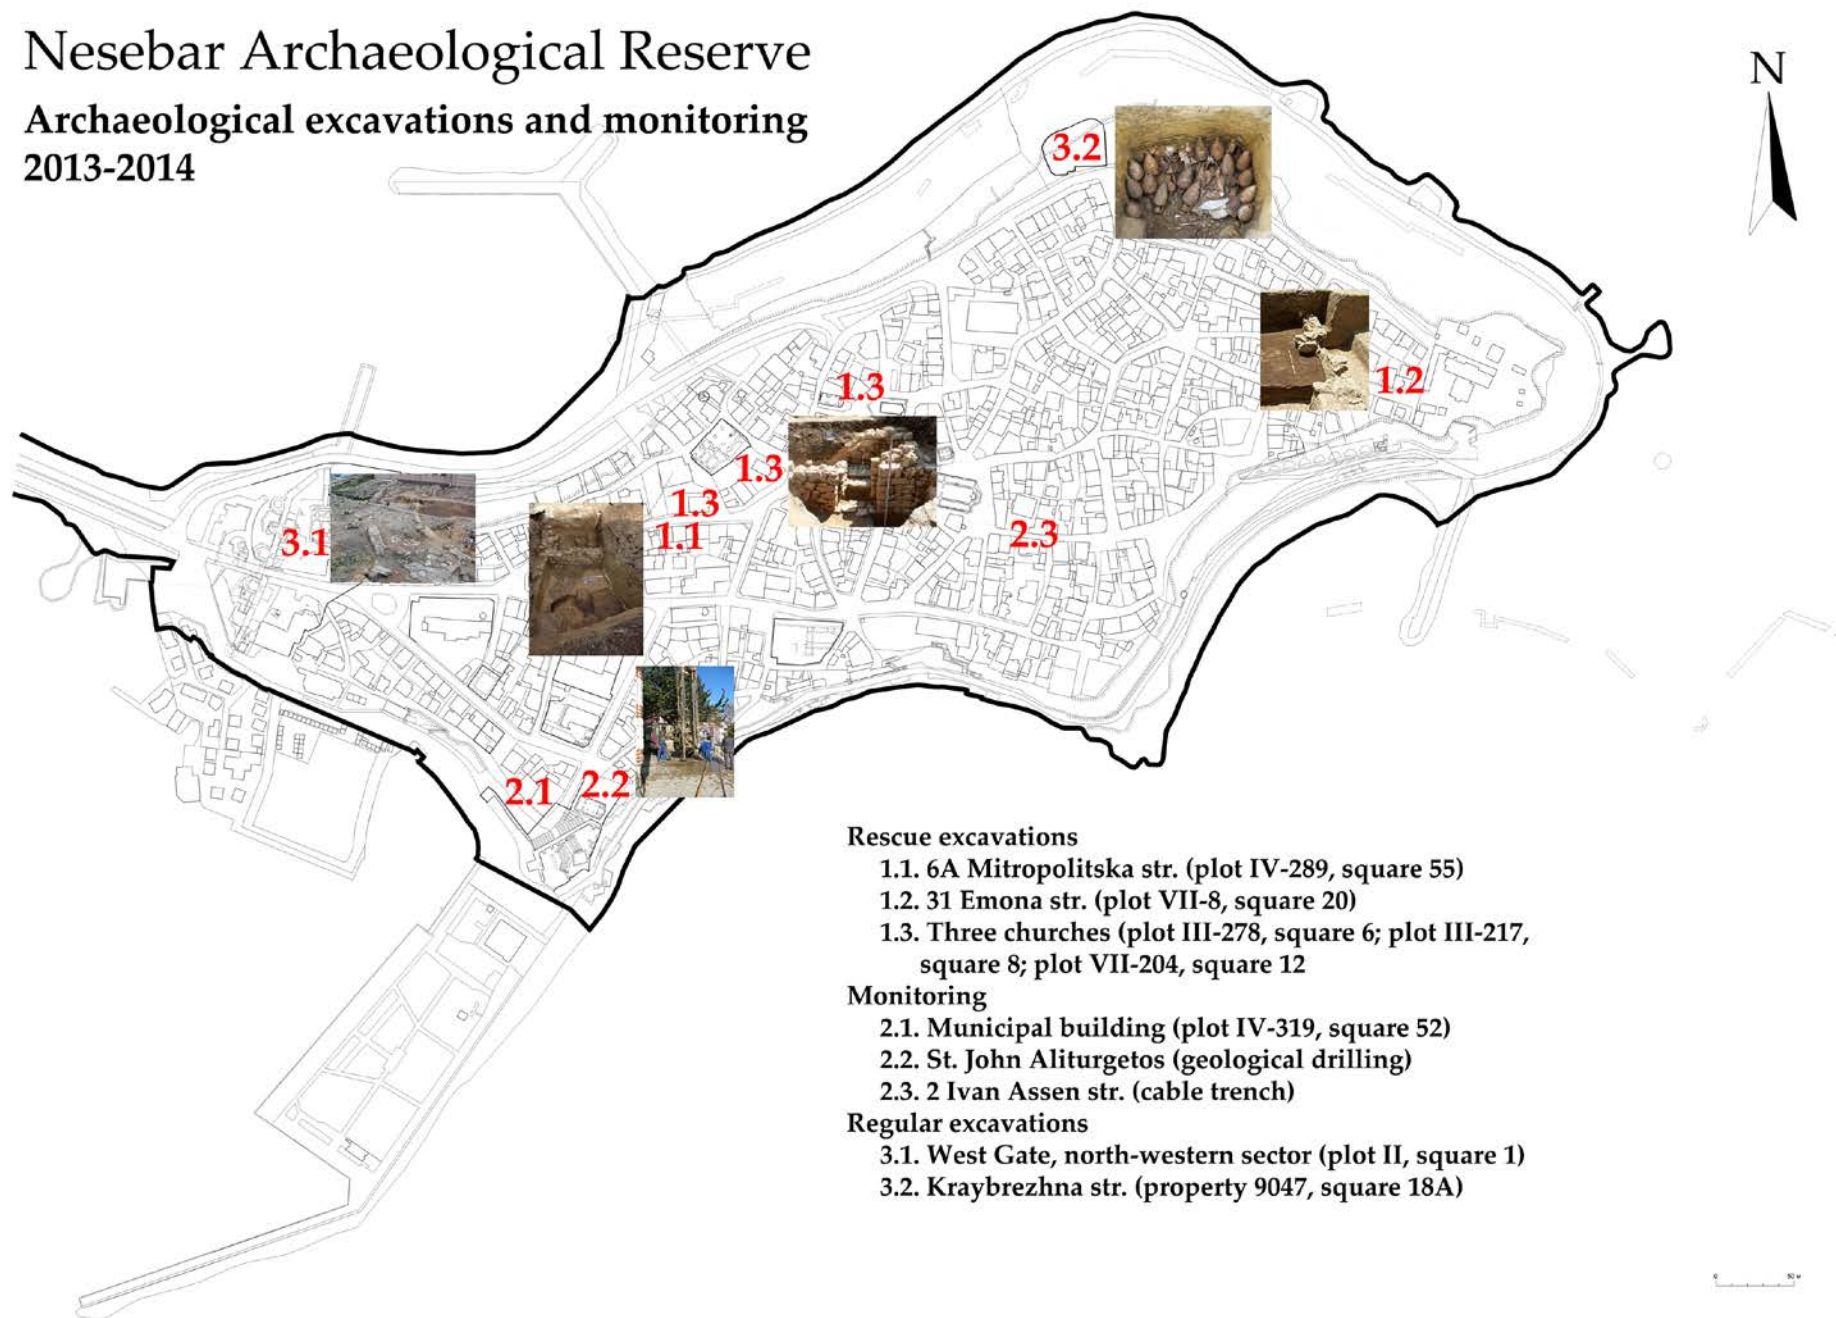 Nesebar Archaeological Reserve
Archaeological excavations and monitoring
2013-2014
N
3.2
1.2
1.3
1.3
1.3
1.1
2.3
3.1
2.1
2.2
Rescue excavations
1.1. 6A Mitropolitska str. (plot IV-289, square 55)
1.2. 31 Emona str. (plot VII-8, square 20)
1.3. Three churches (plot III-278, square 6; plot III-217,
square 8; plot VII-204, square 12
Monitoring
2.1. Municipal building (plot IV-319, square 52)
2.2. St. John Aliturgetos (geological drilling)
2.3. 2 Ivan Assen str. (cable trench)
Regular excavations
3.1. West Gate, north-western sector (plot II, square 1)
3.2. Kraybrezhna str. (property 9047, square 18A)